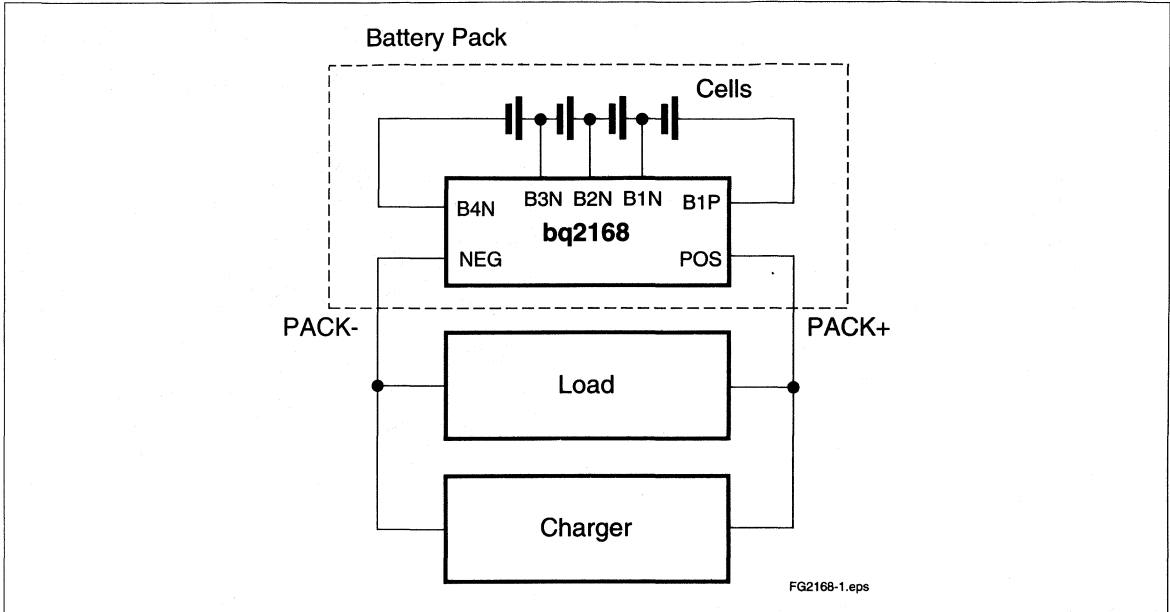 Battery Pack
Cells
B4N
B3N B2N B1N
B1P
bq2168
NEG
POS
PACK-
PACK+
Load
Charger
FG2168-1.eps